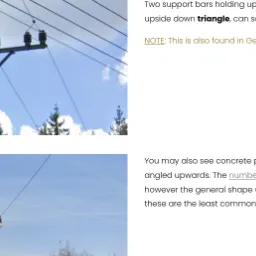 Two support bars holding up
upside down triangle, can s
NOTE: This is also found in Ge
You may also see concrete p
angled upwards. The numbe
however the general shape
these are the least common